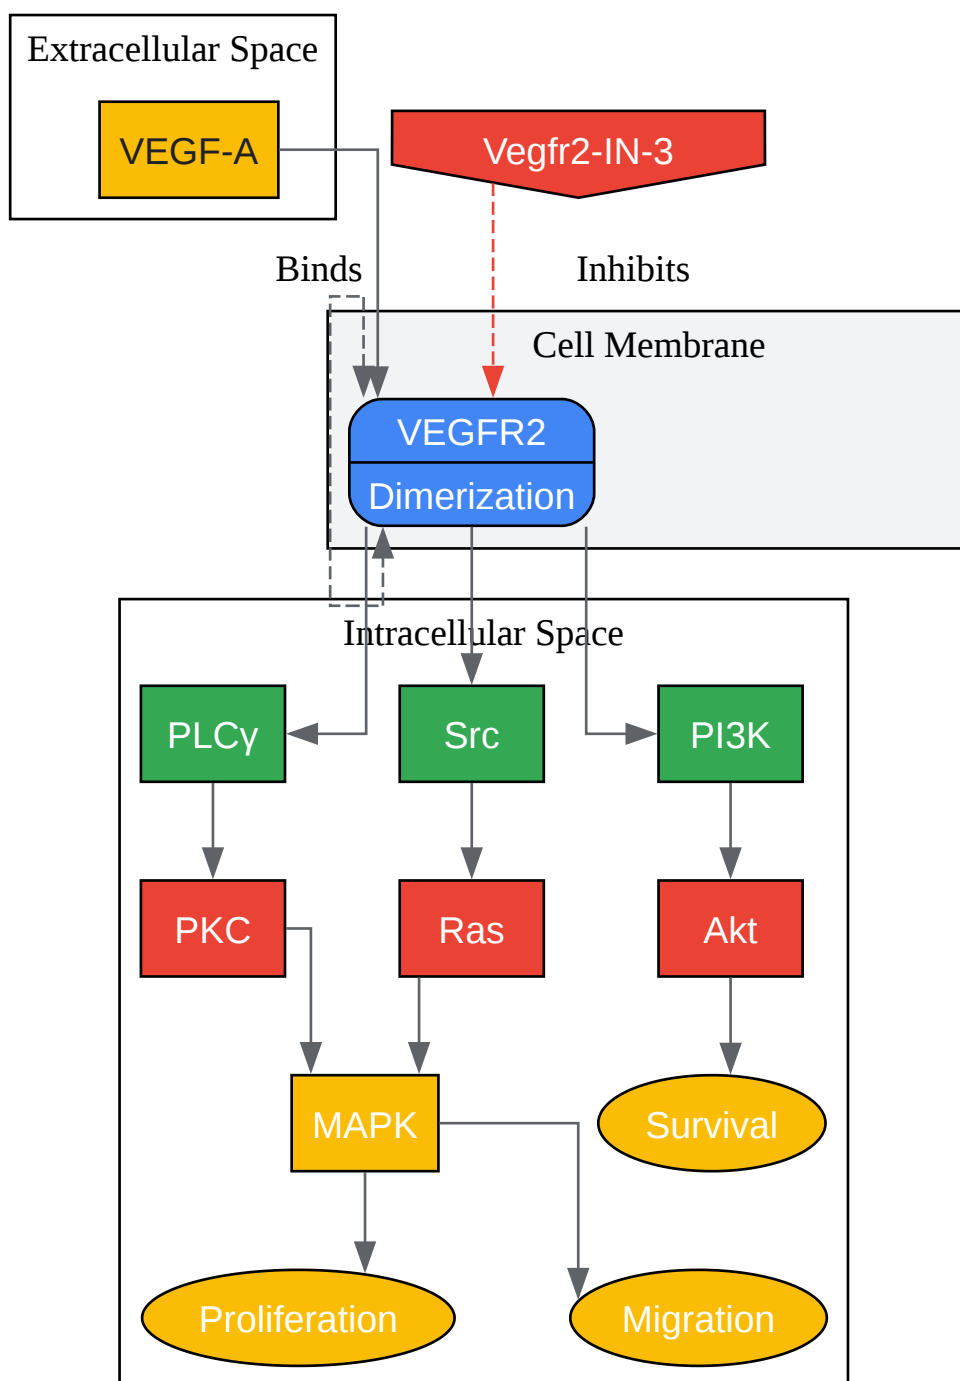 Extracellular Space
VEGF-A
Vegfr2-IN-3
Binds
Inhibits
Cell Membrane
VEGFR2
Dimerization
Intracellular Space
PLCγ
Src
PI3K
PKC
Ras
Akt
MAPK
Survival
Proliferation
Migration